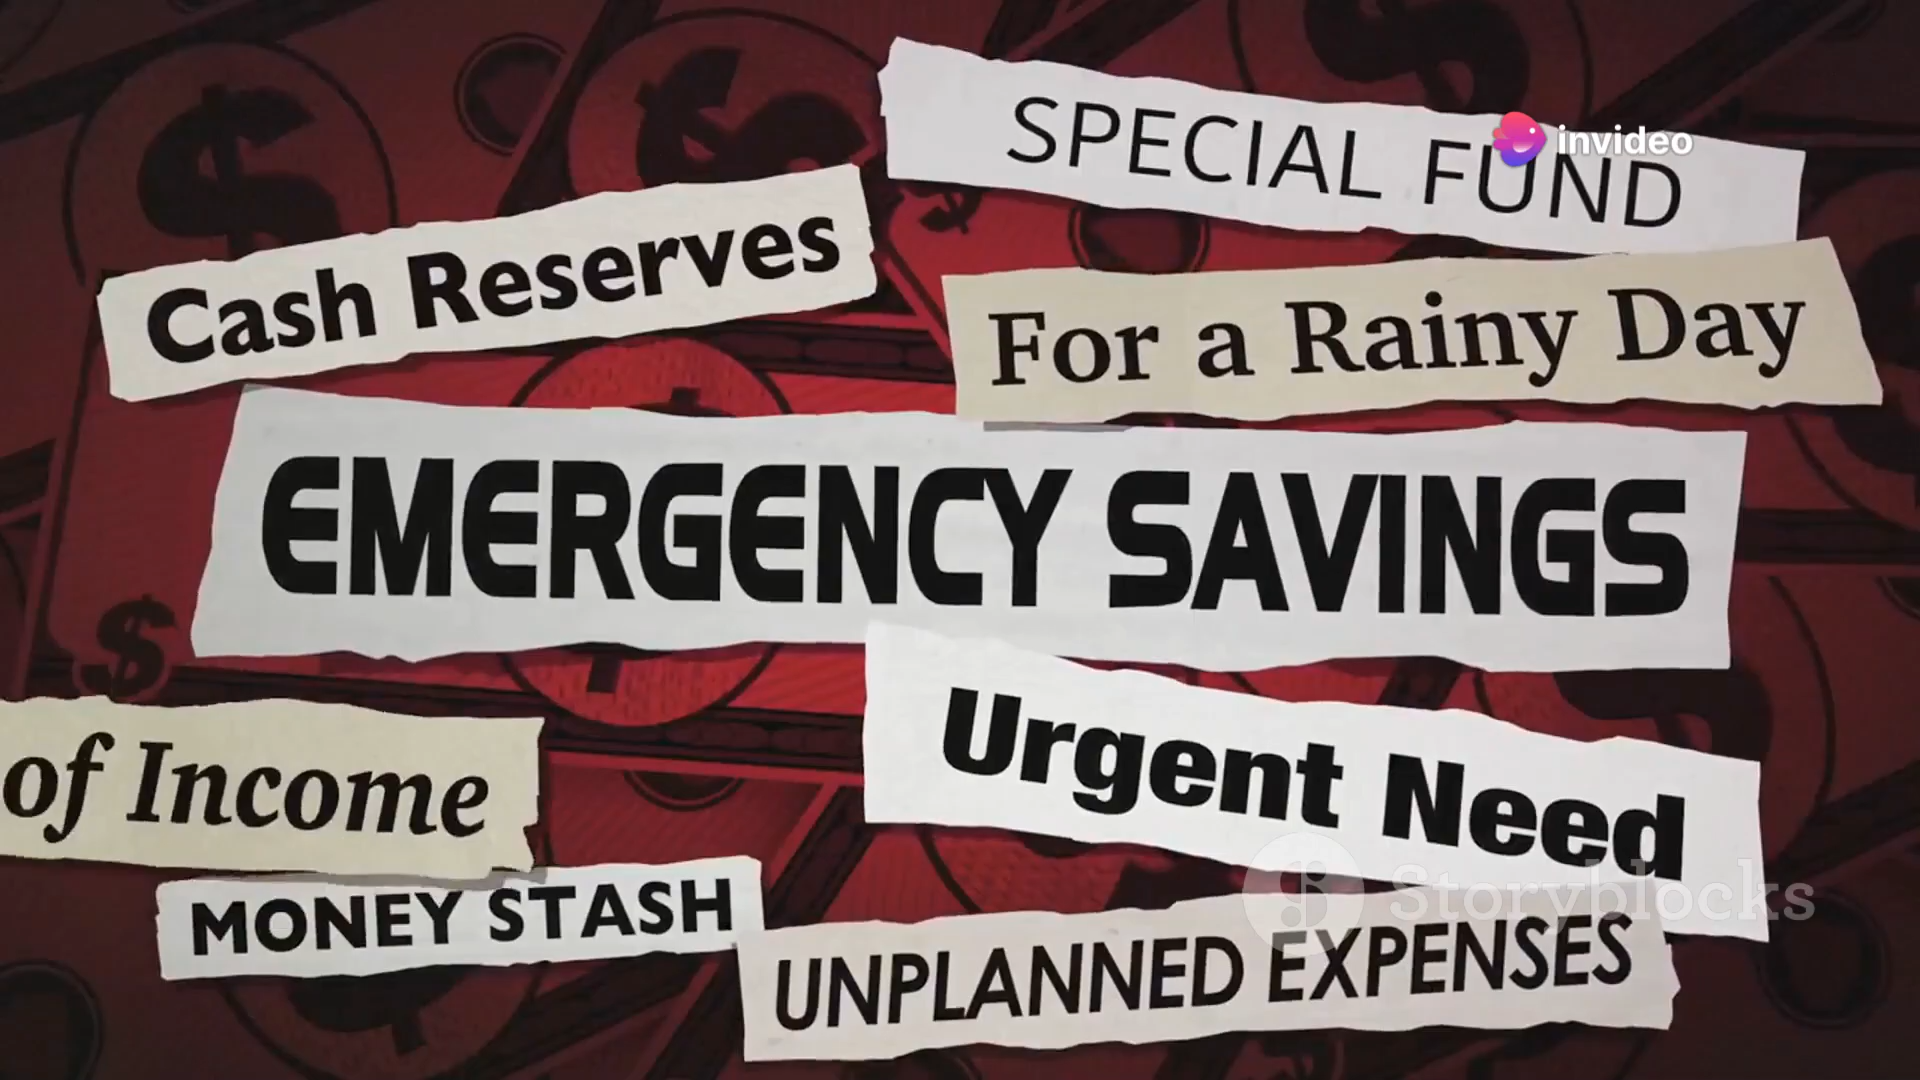 SPECIAL FUND
invideo
Cash Reserves
For a Rainy Day
EMERGENCY SAVINGS
Urgent Need
of Income
MONEY STASH
Storyblocks
UNPLANNED EXPENSES